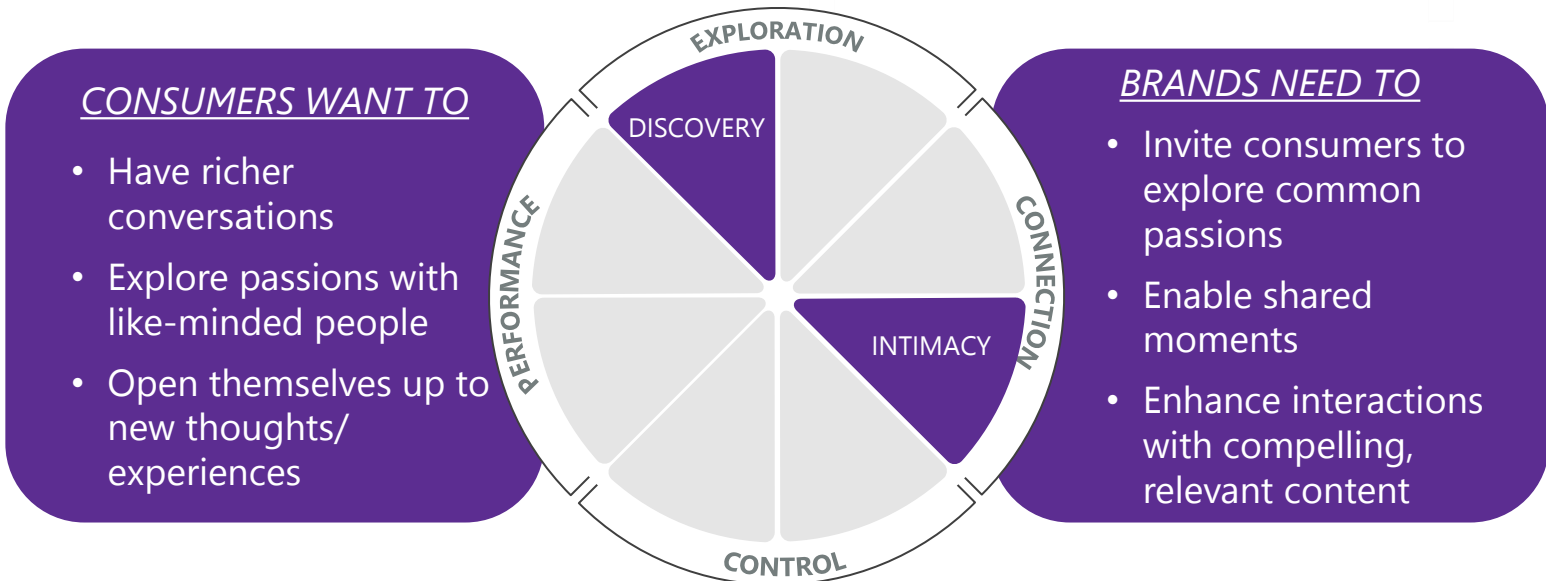 CONSUMERS WANT TO
• Have richer
conversations
• Explore passions with
like-minded people
• Open themselves up to
new thoughts/
experiences
EXPLORATION
DISCOVERY
PERFORMANCE
CONNECTION
INTIMACY
CONTROL
BRANDS NEED TO
• Invite consumers to
explore common
passions
• Enable shared
moments
• Enhance interactions
with compelling,
relevant content